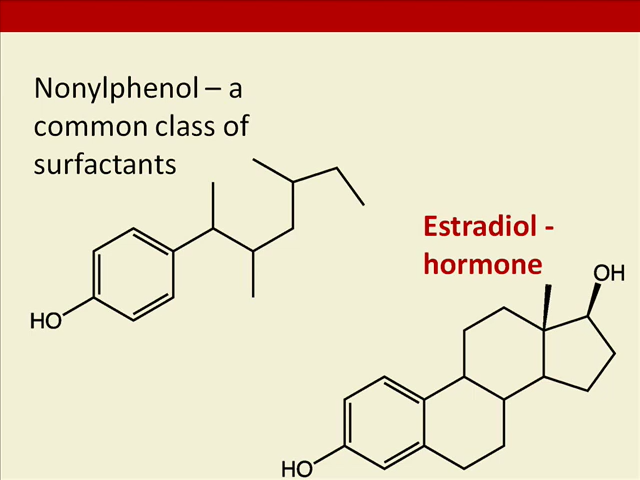 Nonylphenol – a
common class of
surfactants
Estradiol -
hormone
OH
HO
HO